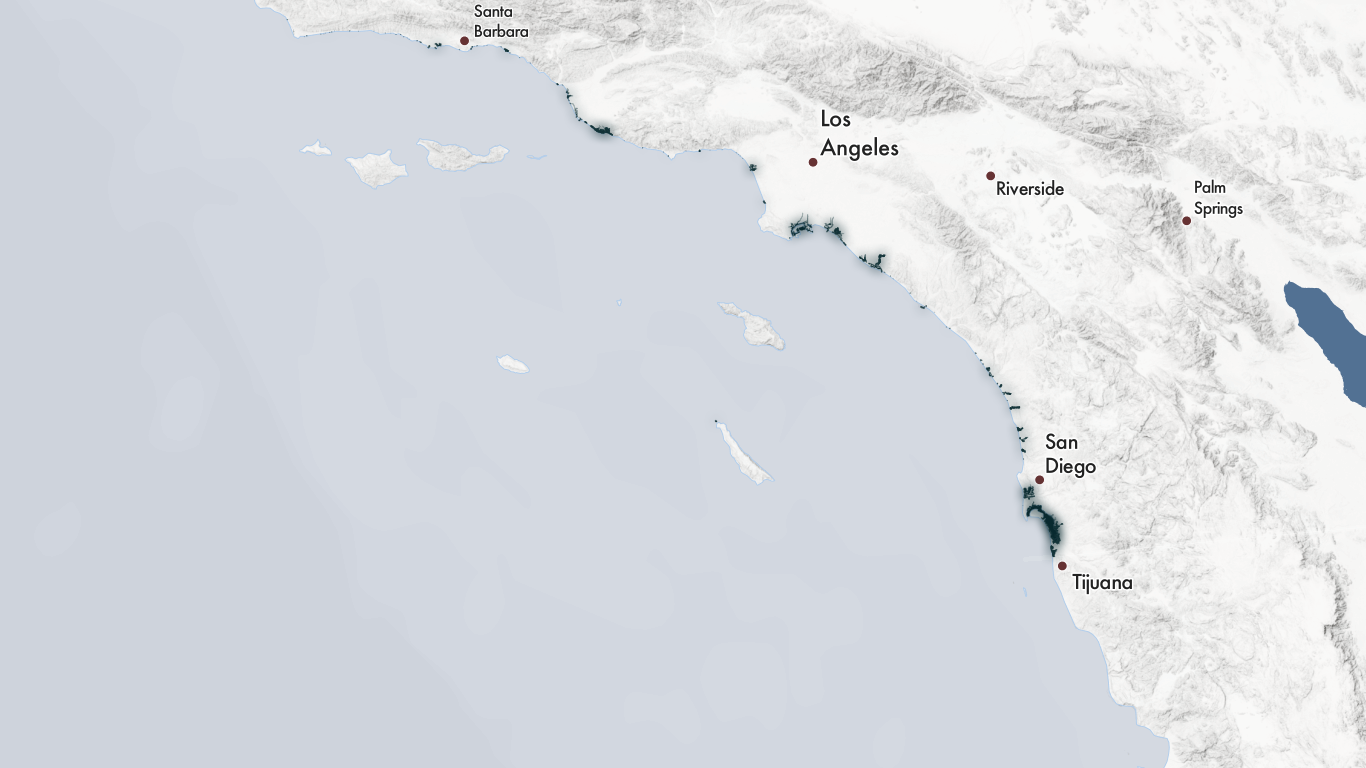 Santa
Barbara
Los
Angeles
Riverside
Palm
Springs
San
Diego
Tijuana